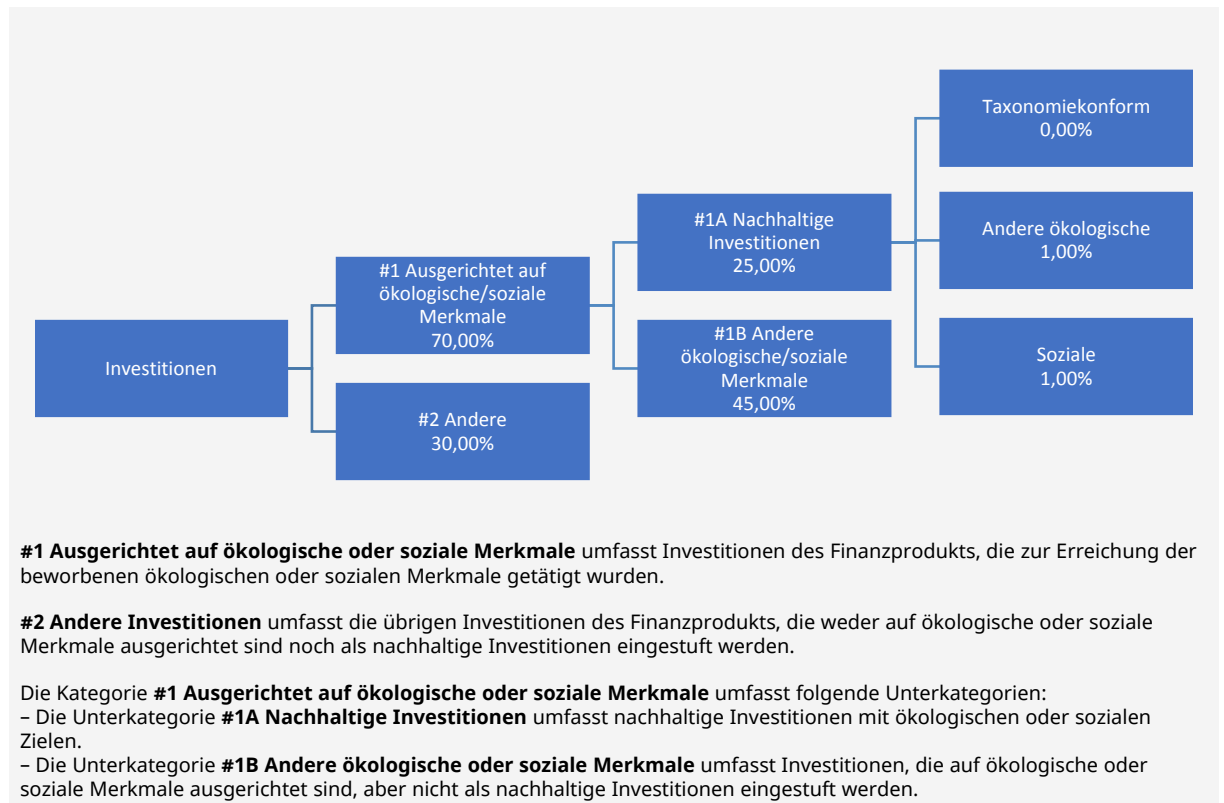 Investitionen
#1 Ausgerichtet auf
ökologische/soziale
Merkmale
70,00%
#2 Andere
30,00%
#1A Nachhaltige
Investitionen
25,00%
#1B Andere
ökologische/soziale
Merkmale
45,00%
Taxonomiekonform
0,00%
Andere ökologische
1,00%
Soziale
1,00%
#1 Ausgerichtet auf ökologische oder soziale Merkmale umfasst Investitionen des Finanzprodukts, die zur Erreichung der
beworbenen ökologischen oder sozialen Merkmale getätigt wurden.
#2 Andere Investitionen umfasst die übrigen Investitionen des Finanzprodukts, die weder auf ökologische oder soziale
Merkmale ausgerichtet sind noch als nachhaltige Investitionen eingestuft werden.
Die Kategorie #1 Ausgerichtet auf ökologische oder soziale Merkmale umfasst folgende Unterkategorien:
– Die Unterkategorie #1A Nachhaltige Investitionen umfasst nachhaltige Investitionen mit ökologischen oder sozialen
Zielen.
– Die Unterkategorie #1B Andere ökologische oder soziale Merkmale umfasst Investitionen, die auf ökologische oder
soziale Merkmale ausgerichtet sind, aber nicht als nachhaltige Investitionen eingestuft werden.